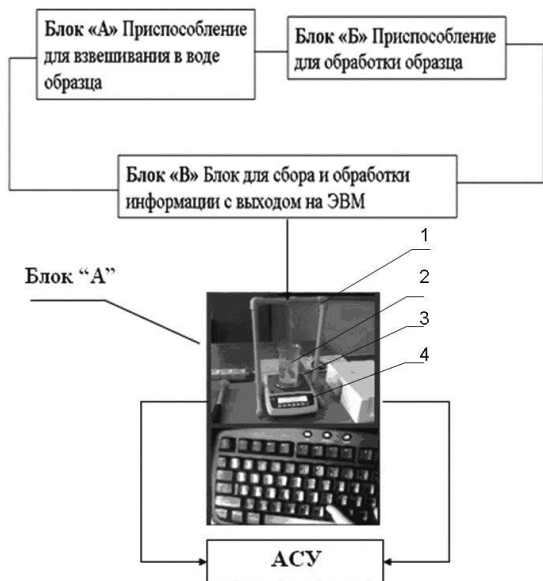 Блок «А» Приспособление
для взвешивания в воде
образца
Блок «Б» Приспособление
для обработки образца
Блок «В» Блок для сбора и обработки
информации с выходом на ЭВМ
1
2
3
4
Блок “А”
АСУ